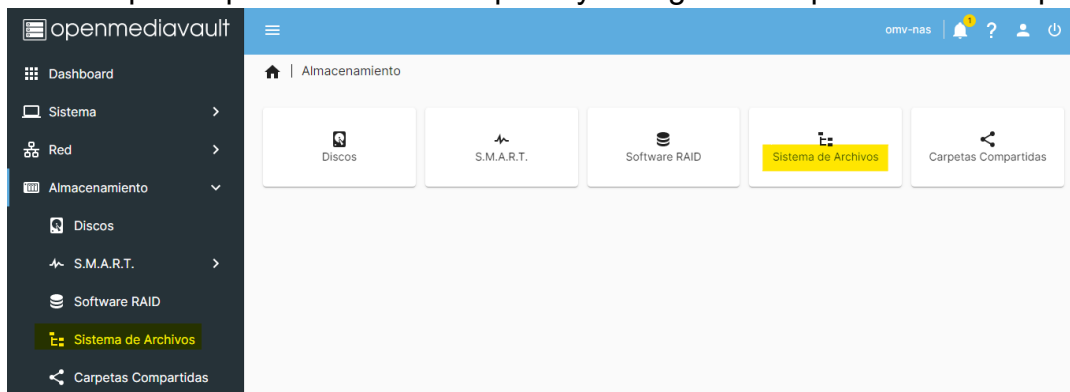 openmediavault
omv-nas
1
?
Dashboard
Almacenamiento
Sistema
Red
Discos
S.M.A.R.T.
Software RAID
Sistema de Archivos
Carpetas Compartidas
Almacenamiento
Discos
S.M.A.R.T.
Software RAID
Sistema de Archivos
Carpetas Compartidas